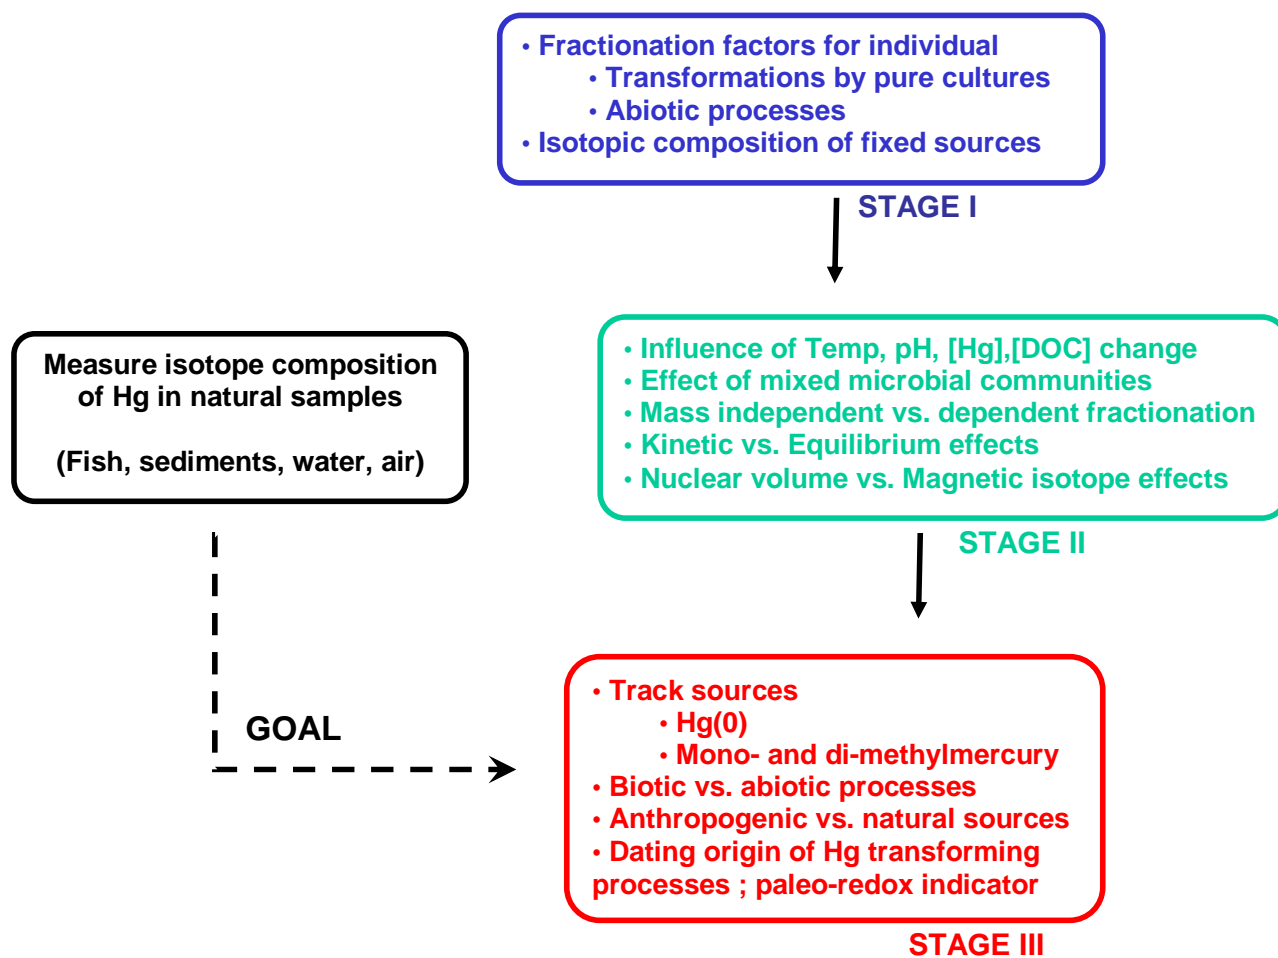 • Fractionation factors for individual
• Transformations by pure cultures
• Abiotic processes
• Isotopic composition of fixed sources
STAGE I
Measure isotope composition
of Hg in natural samples
(Fish, sediments, water, air)
• Influence of Temp, pH, [Hg],[DOC] change
• Effect of mixed microbial communities
• Mass independent vs. dependent fractionation
• Kinetic vs. Equilibrium effects
• Nuclear volume vs. Magnetic isotope effects
STAGE II
GOAL
• Track sources
• Hg(0)
• Mono- and di-methylmercury
• Biotic vs. abiotic processes
• Anthropogenic vs. natural sources
• Dating origin of Hg transforming
processes ; paleo-redox indicator
STAGE III